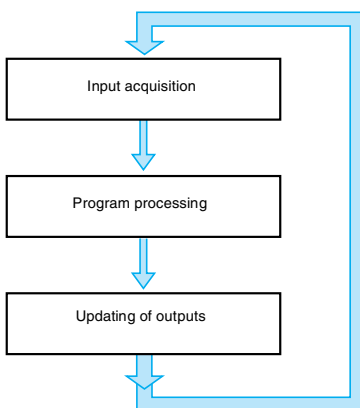 Input acquisition
Program processing
Updating of outputs